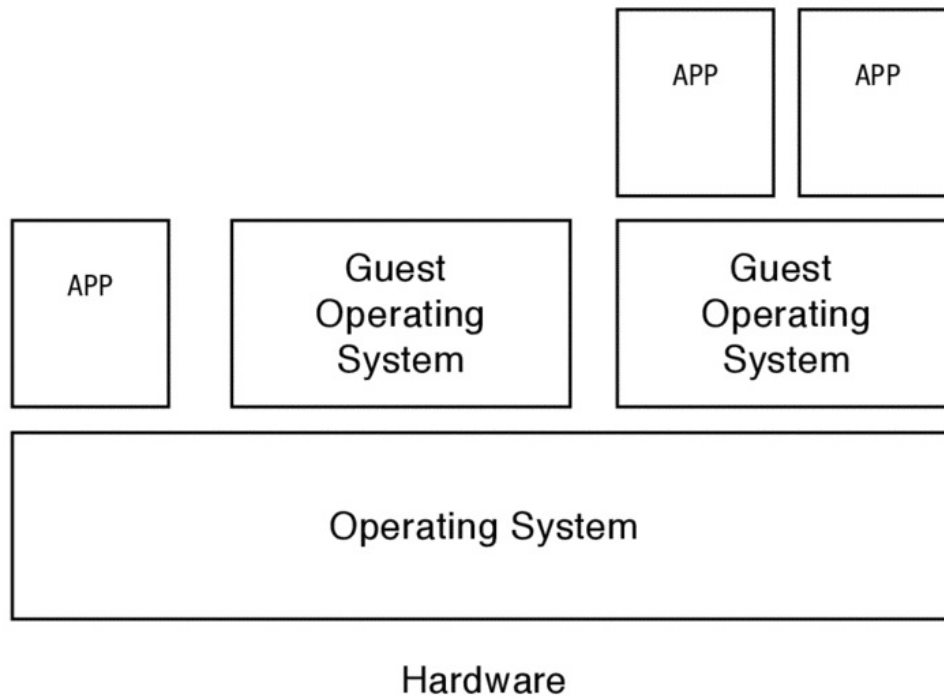 APP
APP
APP
Guest
Operating
System
Guest
Operating
System
Operating System
Hardware